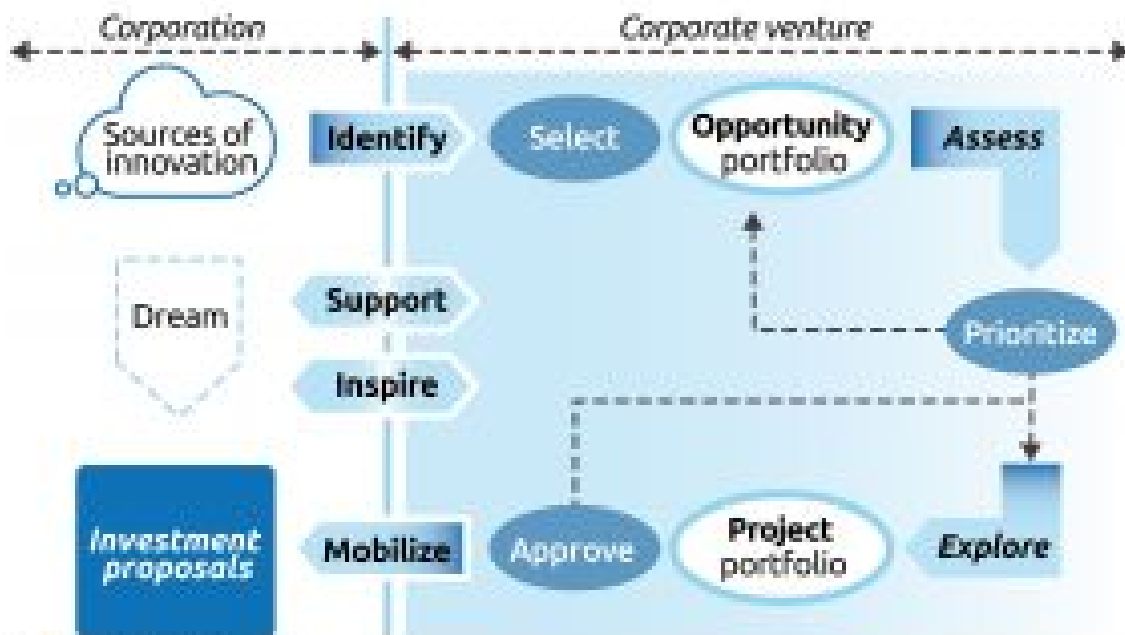 Corporation
Corporate venture
Sources of
innovation
Identify
Select
Opportunity
portfolio
Assess
Support
Dream
Prioritize
Inspire
Investment
proposals
Mobilize
Approve
Project
portfolio
Explore